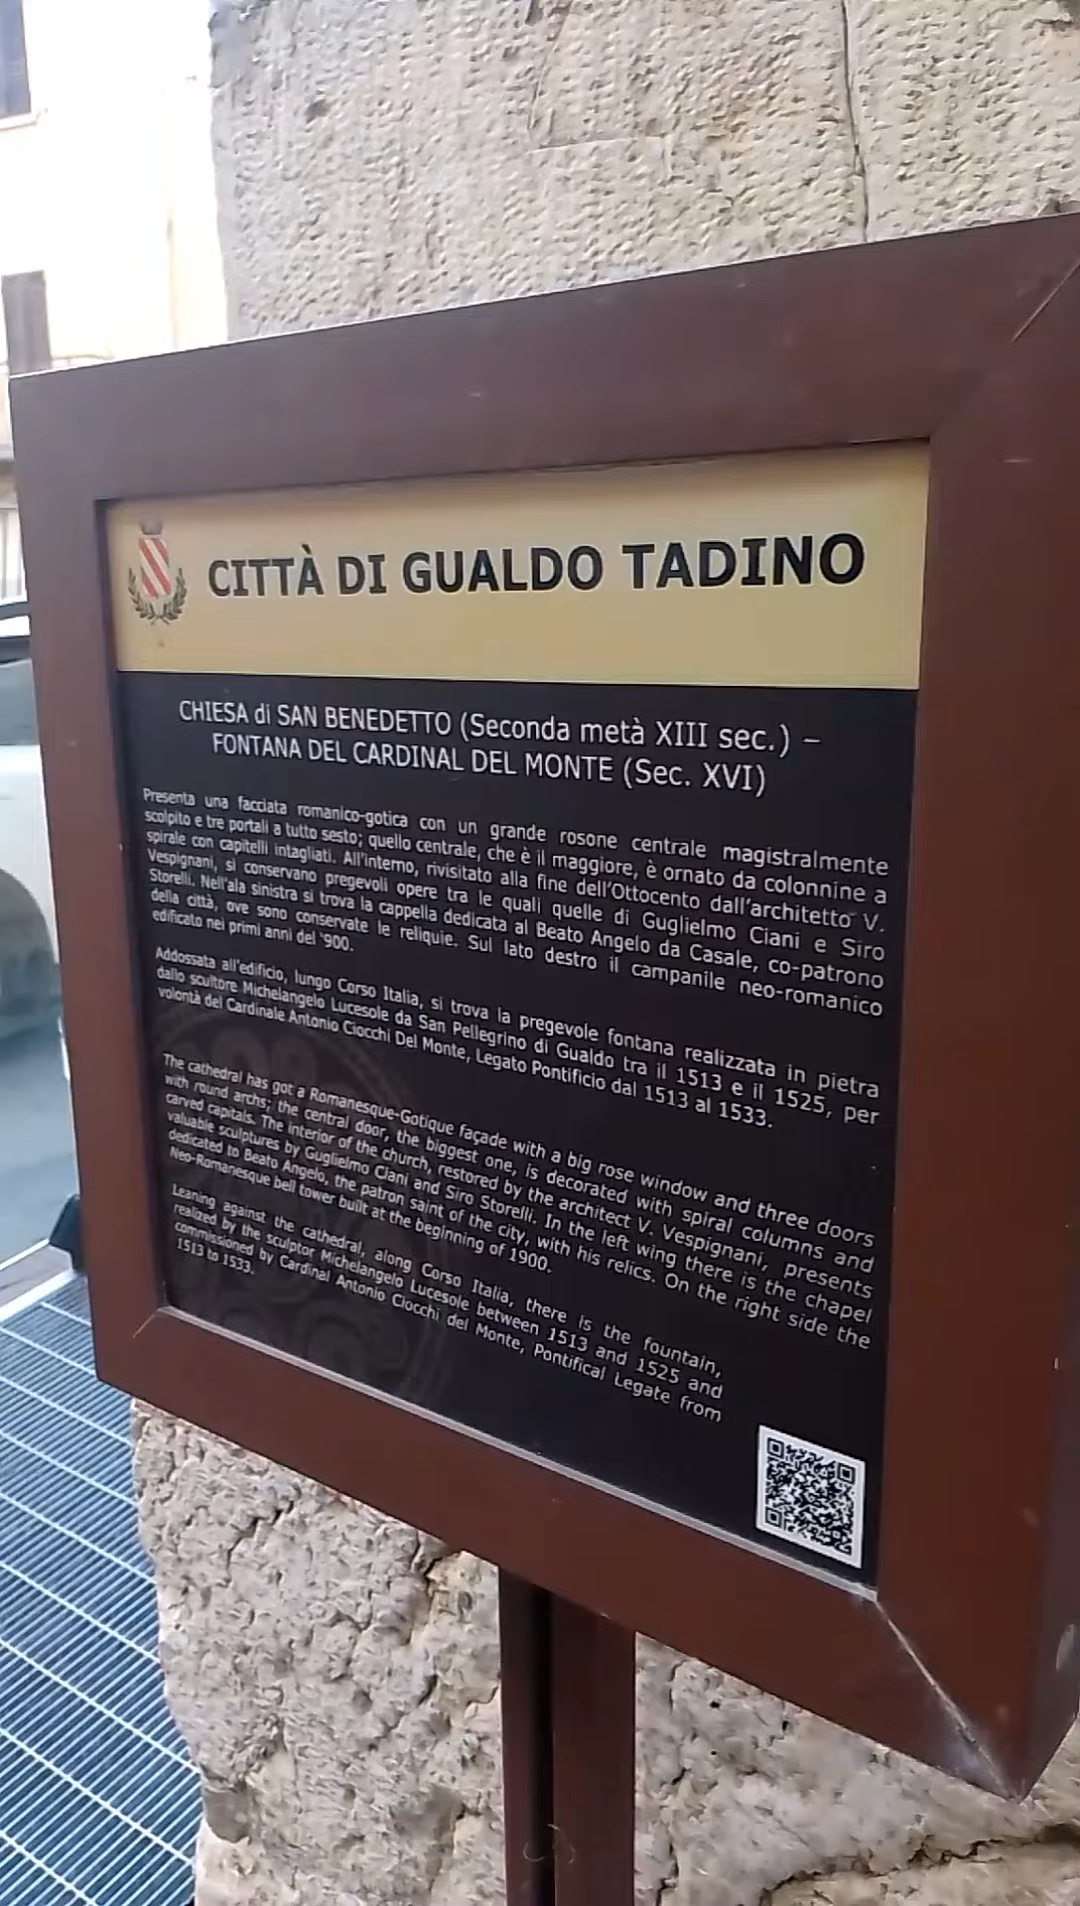 CITTÀ DI GUALDO TADINO
CHIESA di SAN BENEDETTO (Seconda metà XIII sec.) –
FONTANA DEL CARDINAL DEL MONTE (Sec. XVI)
Presenta una facciata romanico-gotica con un grande rosone centrale magistralmente
scolpito e tre portali a tutto sesto; quello centrale, che è il maggiore, è ornato da colonnine a
spirale con capitelli intagliati. All'interno, rivisitato alla fine dell'Ottocento dall'architetto V.
Vespignani, si conservano pregevoli opere tra le quali quelle di Guglielmo Ciani e Siro
Storelli. Nell'ala sinistra si trova la cappella dedicata al Beato Angelo da Casale, co-patrono
della città, ove sono conservate le reliquie. Sul lato destro il campanile neo-romanico
edificato nei primi anni del '900.
Addossata all'edificio, lungo Corso Italia, si trova la pregevole fontana realizzata in pietra
dallo scultore Michelangelo Lucesole da San Pellegrino di Gualdo tra il 1513 e il 1525, per
volontà del Cardinale Antonio Ciocchi Del Monte, Legato Pontificio dal 1513 al 1533.
The cathedral has got a Romanesque-Gotique façade with a big rose window and three doors
with round archs; the central door, the biggest one, is decorated with spiral columns and
carved capitals. The interior of the church, restored by the architect V. Vespignani, presents
valuable sculptures by Guglielmo Ciani and Siro Storelli. In the left wing there is the chapel
dedicated to Beato Angelo, the patron saint of the city, with his relics. On the right side the
Neo-Romanesque bell tower built at the beginning of 1900.
Leaning against the cathedral, along Corso Italia, there is the fountain,
realized by the sculptor Michelangelo Lucesole between 1513 and 1525 and
commissioned by Cardinal Antonio Ciocchi del Monte, Pontifical Legate from
1513 to 1533.